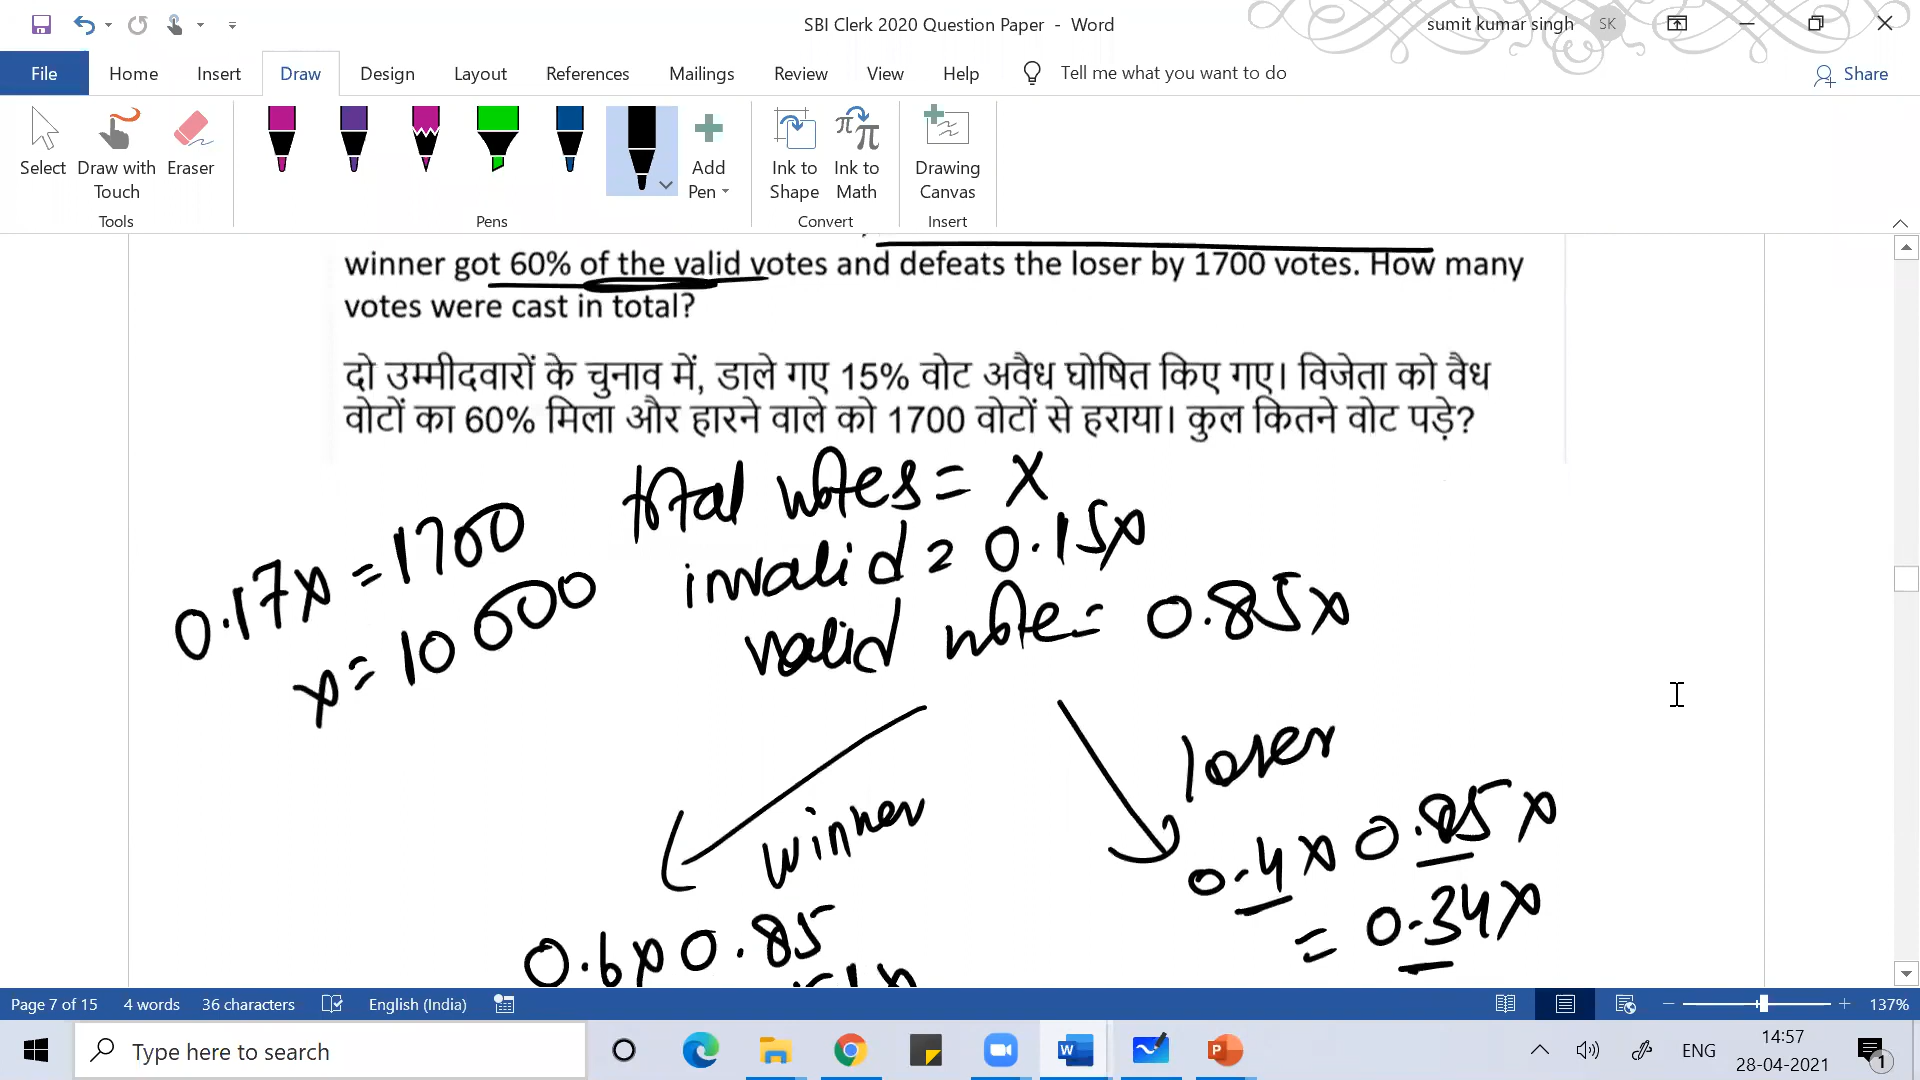 SBI Clerk 2020 Question Paper - Word
sumit kumar singh SK
File Home Insert Draw Design Layout References Mailings Review View Help Tell me what you want to do Share
Select Draw with Touch Eraser Add Pen Ink to Shape Ink to Math Drawing Canvas
Tools Pens Convert Insert
winner got 60% of the valid votes and defeats the loser by 1700 votes. How many
votes were cast in total?
दो उम्मीदवारों के चुनाव में, डाले गए 15% वोट अवैध घोषित किए गए। विजेता को वैध
वोटों का 60% मिला और हारने वाले को 1700 वोटों से हराया। कुल कितने वोट पड़े?
total votes = x
invalid = 0.15x
valid vote = 0.85x
0.17x = 1700
x = 10000
winner
0.6x0.85
loser
0.4x0.85x
= 0.34x
Page 7 of 15 4 words 36 characters English (India) 137%
Type here to search
ENG
14:57
28-04-2021
1